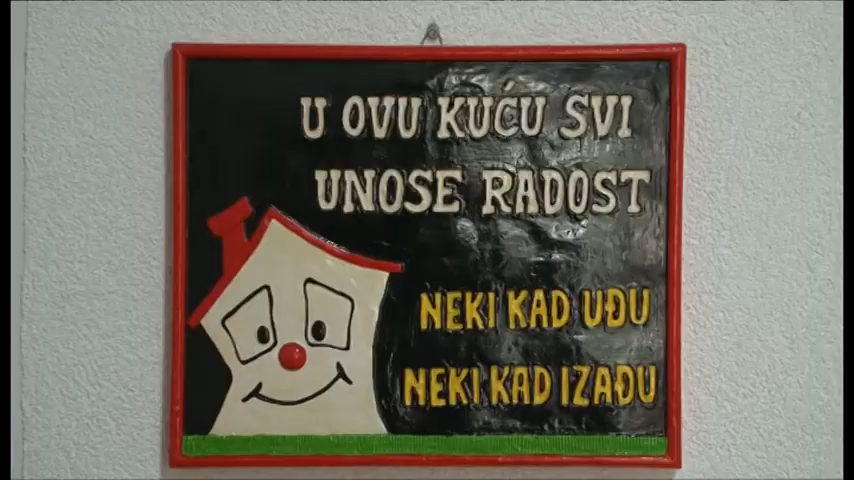 U OVU KUĆU SVI
UNOSE RADOST
NEKI KAD UĐU
NEKI KAD IZAĐU